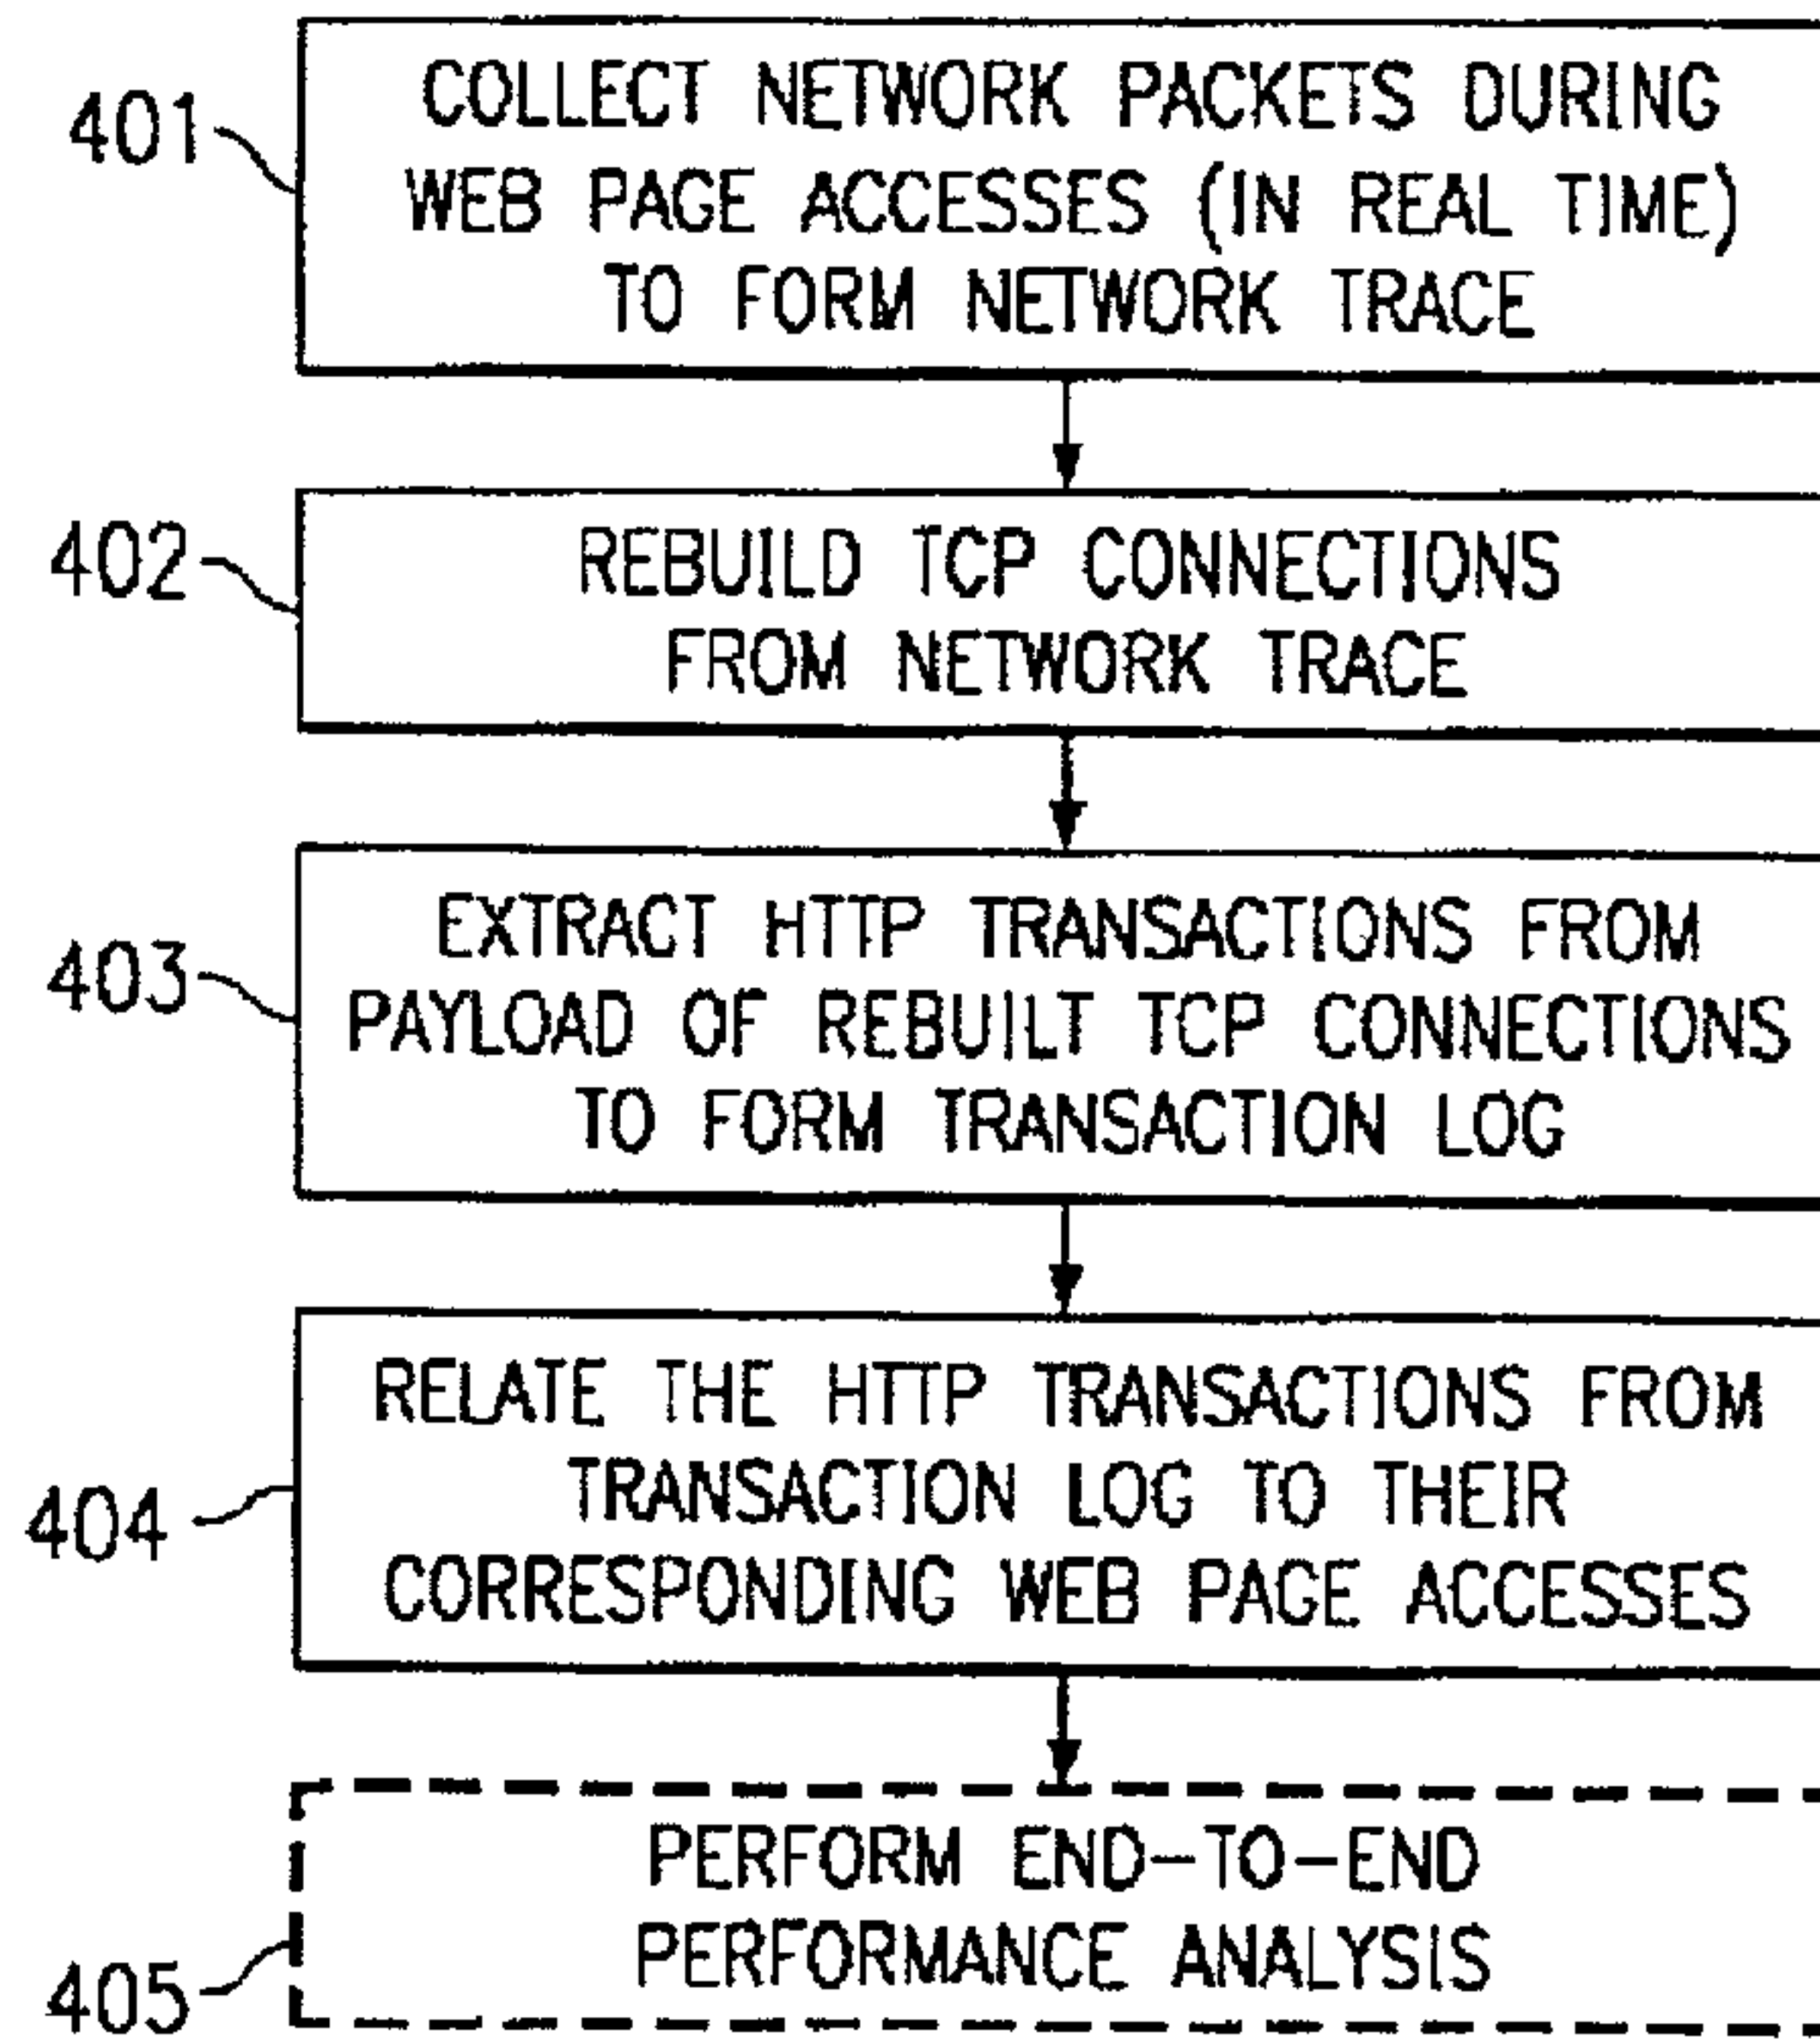 401
COLLECT NETWORK PACKETS DURING
WEB PAGE ACCESSES (IN REAL TIME)
TO FORM NETWORK TRACE
402
REBUILD TCP CONNECTIONS
FROM NETWORK TRACE
403
EXTRACT HTTP TRANSACTIONS FROM
PAYLOAD OF REBUILT TCP CONNECTIONS
TO FORM TRANSACTION LOG
404
RELATE THE HTTP TRANSACTIONS FROM
TRANSACTION LOG TO THEIR
CORRESPONDING WEB PAGE ACCESSES
405
PERFORM END-TO-END
PERFORMANCE ANALYSIS